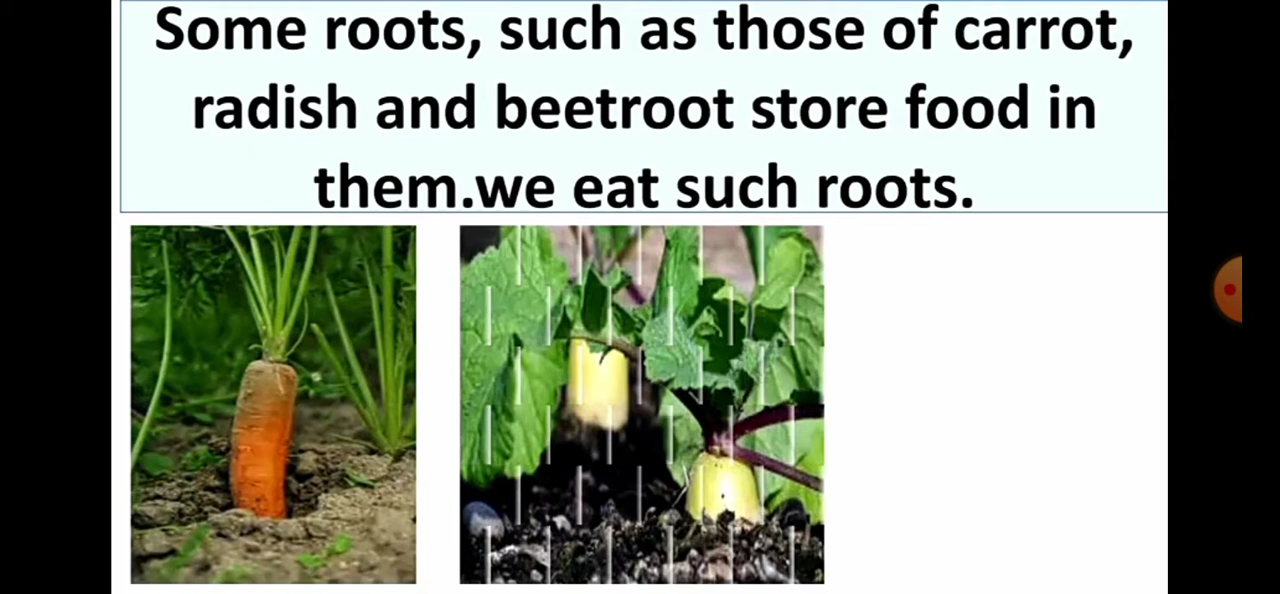 Some roots, such as those of carrot,
radish and beetroot store food in
them.we eat such roots.